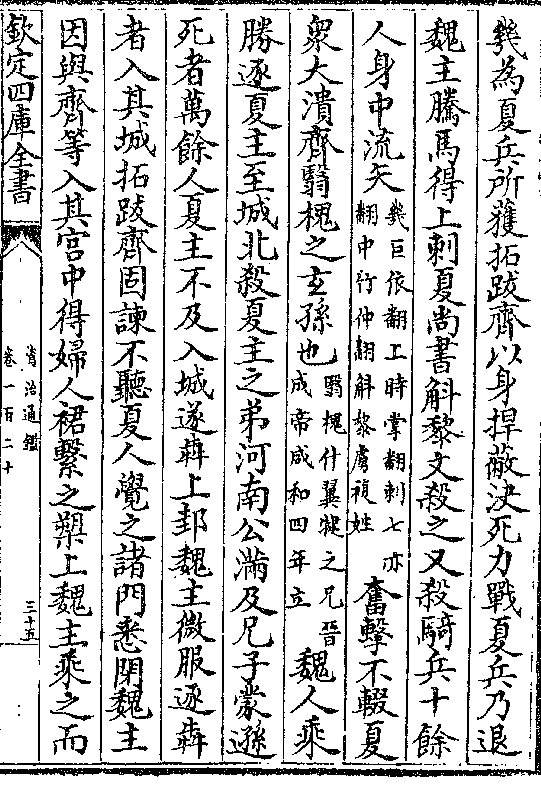 幾為夏兵所獲拓跋齊以身捍蔽決死力戰夏兵乃退
魏主騰馬得上刺夏尚書斛黎文殺之又殺騎兵十餘
人身中流矢幾巨依翻上時掌翻刺七亦翻中行仲翻斛黎虜複姓奮擊不輟夏
衆大潰齊翳槐之玄孫也翳槐什翼犍之兄晉成帝咸和四年立魏人乘
勝逐夏主至城北殺夏主之弟河南公滿及兄子蒙遜
死者萬餘人夏主不及入城遂犇上邽魏主微服逐犇
者入其城拓跋齊固諫不聽夏人覺之諸門悉閉魏主
因與齊等入其宮中得婦人裙繫之槊上魏主乘之而
欽定四庫全書
資治通鑑
卷一百二十
三十五